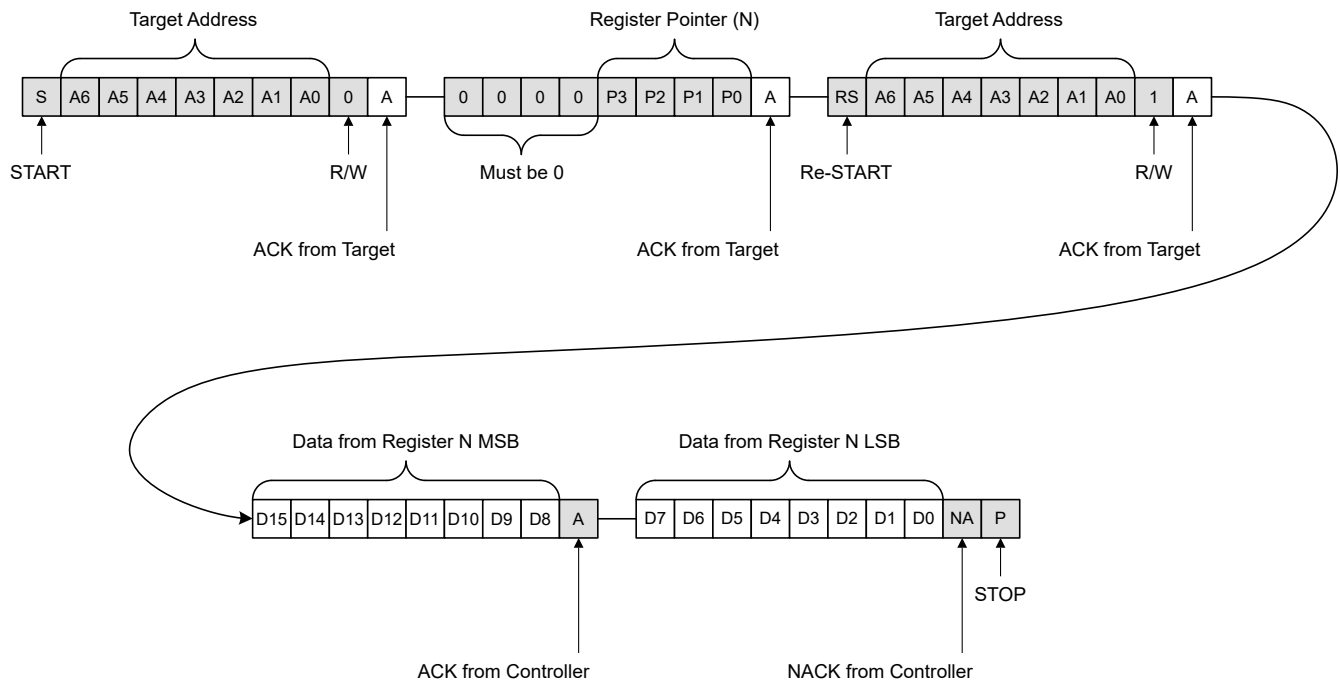 Target Address Register Pointer (N) Target Address
S A6 A5 A4 A3 A2 A1 A0 0 A 0 0 0 0 P3 P2 P1 P0 A RS A6 A5 A4 A3 A2 A1 A0 1 A
START R/W Must be 0 Re-START R/W
ACK from Target ACK from Target ACK from Target
Data from Register N MSB Data from Register N LSB
D15 D14 D13 D12 D11 D10 D9 D8 A D7 D6 D5 D4 D3 D2 D1 D0 NA P
STOP
ACK from Controller NACK from Controller